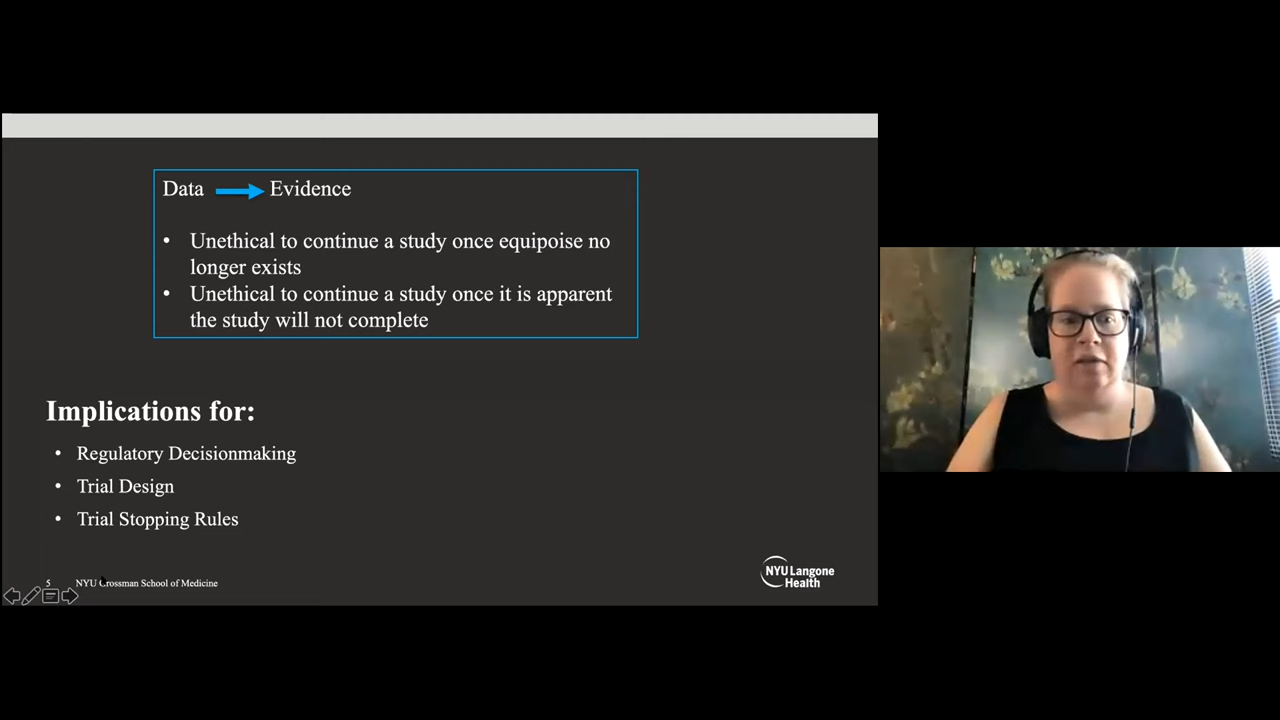 Data Evidence
• Unethical to continue a study once equipoise no
longer exists
• Unethical to continue a study once it is apparent
the study will not complete
Implications for:
• Regulatory Decisionmaking
• Trial Design
• Trial Stopping Rules
5 NYU Grossman School of Medicine
NYU Langone
Health